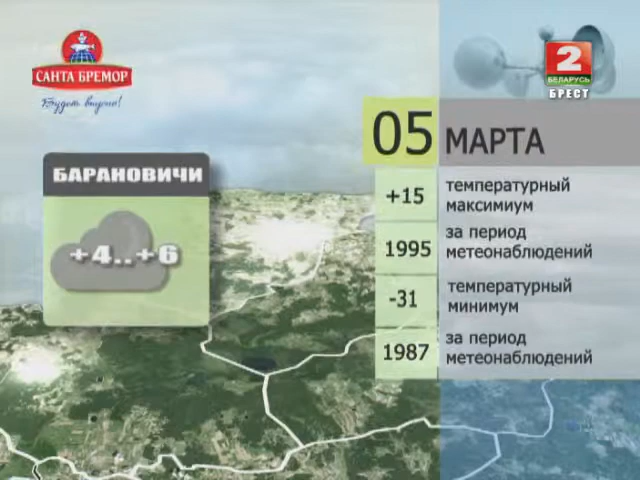 САНТА БРЕМОР
Будет вкусно!
2
БЕЛАРУСЬ
БРЕСТ
05 МАРТА
БАРАНОВИЧИ
+4..+6
+15 температурный
максимиум
1995 за период
метеонаблюдений
-31 температурный
минимум
1987 за период
метеонаблюдений